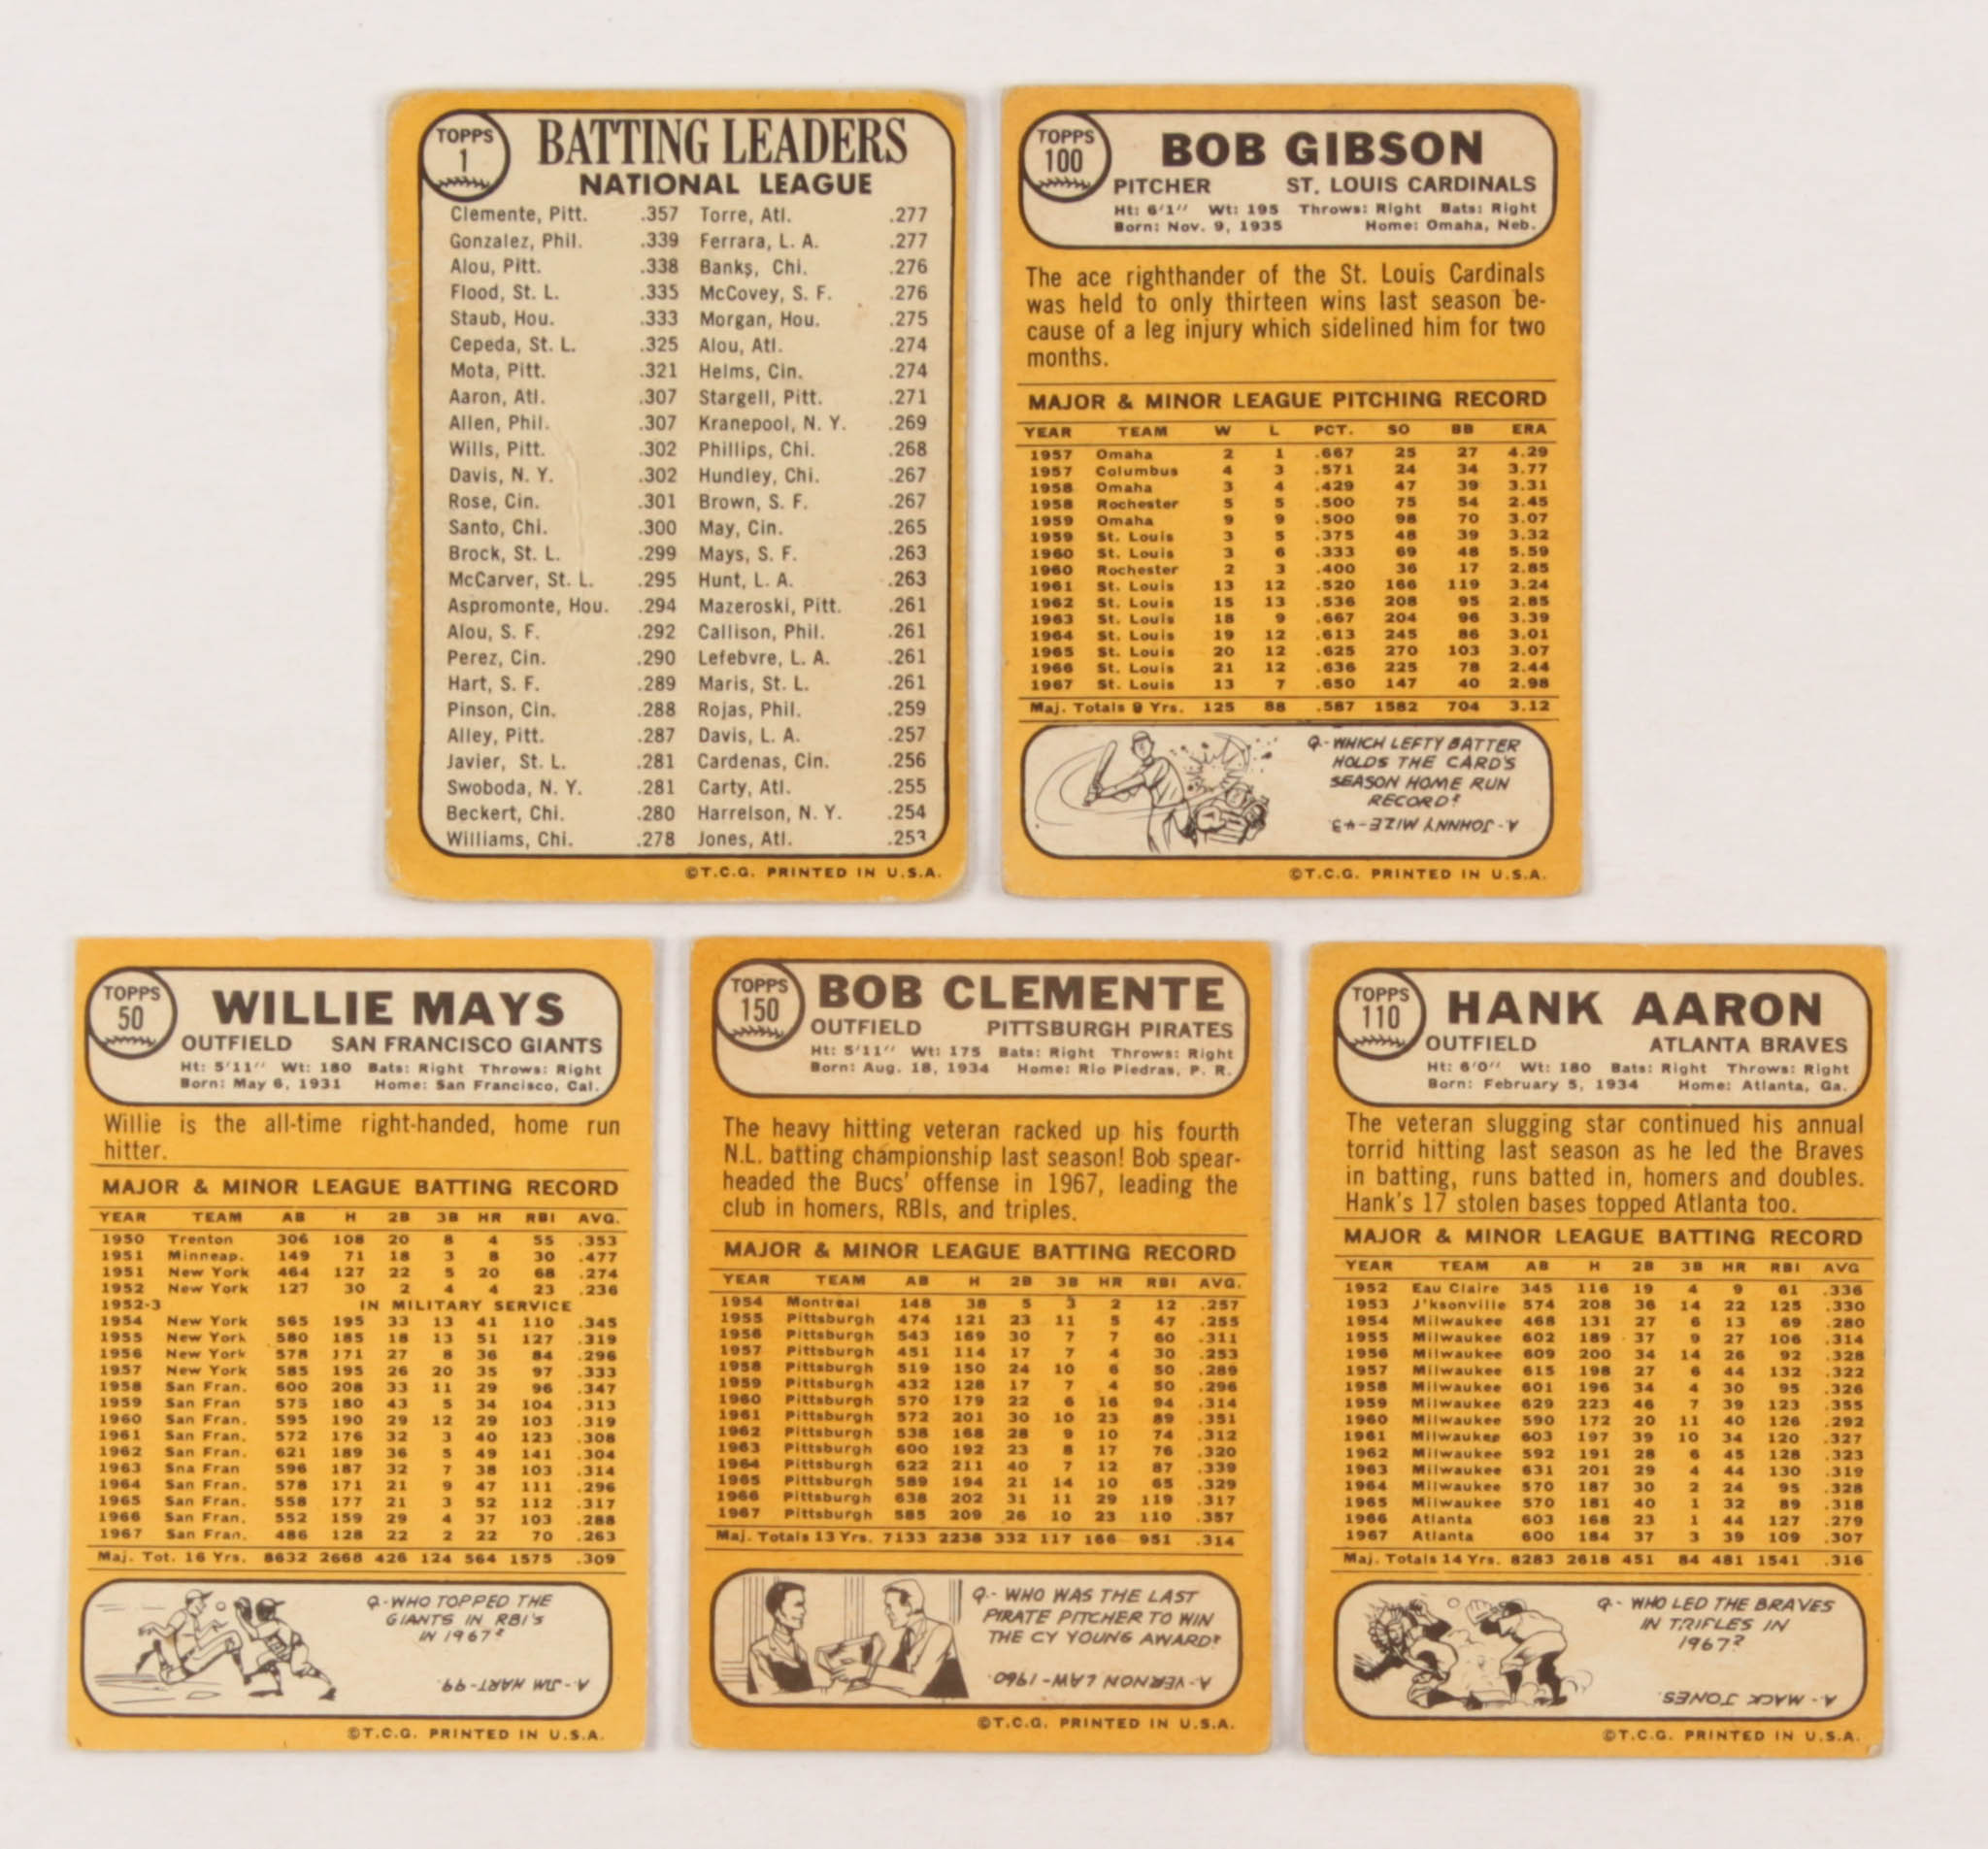 TOPPS
1
BATTING LEADERS
NATIONAL LEAGUE
Clemente, Pitt. .357 Torre, Atl. .277
Gonzalez, Phil. .339 Ferrara, L. A. .277
Alou, Pitt. .338 Banks, Chi. .276
Flood, St. L. .335 McCovey, S. F. .276
Staub, Hou. .333 Morgan, Hou. .275
Cepeda, St. L. .325 Alou, Atl. .274
Mota, Pitt. .321 Helms, Cin. .274
Aaron, Atl. .307 Stargell, Pitt. .271
Allen, Phil. .307 Kranepool, N. Y. .269
Wills, Pitt. .302 Phillips, Chi. .268
Davis, N. Y. .302 Hundley, Chi. .267
Rose, Cin. .301 Brown, S. F. .267
Santo, Chi. .300 May, Cin. .265
Brock, St. L. .299 Mays, S. F. .263
McCarver, St. L. .295 Hunt, L. A. .263
Aspromonte, Hou. .294 Mazeroski, Pitt. .261
Alou, S. F. .292 Callison, Phil. .261
Perez, Cin. .290 Lefebvre, L. A. .261
Hart, S. F. .289 Maris, St. L. .261
Pinson, Cin. .288 Rojas, Phil. .259
Alley, Pitt. .287 Davis, L. A. .257
Javier, St. L. .281 Cardenas, Cin. .256
Swoboda, N. Y. .281 Carty, Atl. .255
Beckert, Chi. .280 Harrelson, N. Y. .254
Williams, Chi. .278 Jones, Atl. .253
©T.C.G. PRINTED IN U.S.A.
TOPPS
100
BOB GIBSON
PITCHER ST. LOUIS CARDINALS
Ht: 6'1" Wt: 195 Throws: Right Bats: Right
Born: Nov. 9, 1935 Home: Omaha, Neb.
The ace righthander of the St. Louis Cardinals
was held to only thirteen wins last season be-
cause of a leg injury which sidelined him for two
months.
MAJOR & MINOR LEAGUE PITCHING RECORD
YEAR TEAM W L PCT. SO BB ERA
1957 Omaha 2 1 .667 25 27 4.29
1957 Columbus 4 3 .571 24 34 3.77
1958 Omaha 3 4 .429 47 39 3.31
1958 Rochester 5 5 .500 75 54 2.45
1959 Omaha 9 9 .500 98 70 3.07
1959 St. Louis 3 5 .375 48 39 3.32
1960 St. Louis 3 6 .333 69 48 5.59
1960 Rochester 2 3 .400 36 17 2.85
1961 St. Louis 13 12 .520 166 119 3.24
1962 St. Louis 15 13 .536 208 95 2.85
1963 St. Louis 18 9 .667 204 96 3.39
1964 St. Louis 19 12 .613 245 86 3.01
1965 St. Louis 20 12 .625 270 103 3.07
1966 St. Louis 21 12 .636 225 78 2.44
1967 St. Louis 13 7 .650 147 40 2.98
Maj. Totals 9 Yrs. 125 88 .587 1582 704 3.12
Q-WHICH LEFTY BATTER
HOLDS THE CARD'S
SEASON HOME RUN
RECORD?
A-JOHNNY MIZE-43
©T.C.G. PRINTED IN U.S.A.
TOPPS
50
WILLIE MAYS
OUTFIELD SAN FRANCISCO GIANTS
Ht: 5'11" Wt: 180 Bats: Right Throws: Right
Born: May 6, 1931 Home: San Francisco, Cal.
Willie is the all-time right-handed, home run
hitter.
MAJOR & MINOR LEAGUE BATTING RECORD
YEAR TEAM AB H 2B 3B HR RBI AVG.
1950 Trenton 306 108 20 8 4 55 .353
1951 Minneap. 149 71 18 3 8 30 .477
1951 New York 464 127 22 5 20 68 .274
1952 New York 127 30 2 4 4 23 .236
1952-3 IN MILITARY SERVICE
1954 New York 565 195 33 13 41 110 .345
1955 New York 580 185 18 13 51 127 .319
1956 New York 578 171 27 8 36 84 .296
1957 New York 585 195 26 20 35 97 .333
1958 San Fran. 600 208 33 11 29 96 .347
1959 San Fran 575 180 43 5 34 104 .313
1960 San Fran. 595 190 29 12 29 103 .319
1961 San Fran. 572 176 32 3 40 123 .308
1962 San Fran. 621 189 36 5 49 141 .304
1963 Sna Fran 596 187 32 7 38 103 .314
1964 San Fran. 578 171 21 9 47 111 .296
1965 San Fran. 558 177 21 3 52 112 .317
1966 San Fran. 552 159 29 4 37 103 .288
1967 San Fran. 486 128 22 2 22 70 .263
Maj. Tot. 16 Yrs. 8632 2668 426 124 564 1575 .309
Q-WHO TOPPED THE
GIANTS IN RBI'S
IN 1967?
A-JIM HART-99.
©T.C.G. PRINTED IN U.S.A.
TOPPS
150
BOB CLEMENTE
OUTFIELD PITTSBURGH PIRATES
Ht: 5'11" Wt: 175 Bats: Right Throws: Right
Born: Aug. 18, 1934 Home: Rio Piedras, P. R.
The heavy hitting veteran racked up his fourth
N.L. batting championship last season! Bob spear-
headed the Bucs' offense in 1967, leading the
club in homers, RBIs, and triples.
MAJOR & MINOR LEAGUE BATTING RECORD
YEAR TEAM AB H 2B 3B HR RBI AVG.
1954 Montreal 148 38 5 3 2 12 .257
1955 Pittsburgh 474 121 23 11 5 47 .255
1956 Pittsburgh 543 169 30 7 7 60 .311
1957 Pittsburgh 451 114 17 7 4 30 .253
1958 Pittsburgh 519 150 24 10 6 50 .289
1959 Pittsburgh 432 128 17 7 4 50 .296
1960 Pittsburgh 570 179 22 6 16 94 .314
1961 Pittsburgh 572 201 30 10 23 89 .351
1962 Pittsburgh 538 168 28 9 10 74 .312
1963 Pittsburgh 600 192 23 8 17 76 .320
1964 Pittsburgh 622 211 40 7 12 87 .339
1965 Pittsburgh 589 194 21 14 10 65 .329
1966 Pittsburgh 638 202 31 11 29 119 .317
1967 Pittsburgh 585 209 26 10 23 110 .357
Maj. Totals 13 Yrs. 7133 2238 332 117 166 951 .314
Q-WHO WAS THE LAST
PIRATE PITCHER TO WIN
THE CY YOUNG AWARD?
A-VERNON LAW-1960.
©T.C.G. PRINTED IN U.S.A.
TOPPS
110
HANK AARON
OUTFIELD ATLANTA BRAVES
Ht: 6'0" Wt: 180 Bats: Right Throws: Right
Born: February 5, 1934 Home: Atlanta, Ga.
The veteran slugging star continued his annual
torrid hitting last season as he led the Braves
in batting, runs batted in, homers and doubles.
Hank's 17 stolen bases topped Atlanta too.
MAJOR & MINOR LEAGUE BATTING RECORD
YEAR TEAM AB H 2B 3B HR RBI AVG
1952 Eau Claire 345 116 19 4 9 61 .336
1953 J'ksonville 574 208 36 14 22 125 .330
1954 Milwaukee 468 131 27 6 13 69 .280
1955 Milwaukee 602 189 37 9 27 106 .314
1956 Milwaukee 609 200 34 14 26 92 .328
1957 Milwaukee 615 198 27 6 44 132 .322
1958 Milwaukee 601 196 34 4 30 95 .326
1959 Milwaukee 629 223 46 7 39 123 .355
1960 Milwaukee 590 172 20 11 40 126 .292
1961 Milwaukee 603 197 39 10 34 120 .327
1962 Milwaukee 592 191 28 6 45 128 .323
1963 Milwaukee 631 201 29 4 44 130 .319
1964 Milwaukee 570 187 30 2 24 95 .328
1965 Milwaukee 570 181 40 1 32 89 .318
1966 Atlanta 603 168 23 1 44 127 .279
1967 Atlanta 600 184 37 3 39 109 .307
Maj. Totals 14 Yrs. 8283 2618 451 84 481 1541 .316
Q-WHO LED THE BRAVES
IN TRIFLES IN
1967?
A-MACK JONES.
©T.C.G. PRINTED IN U.S.A.